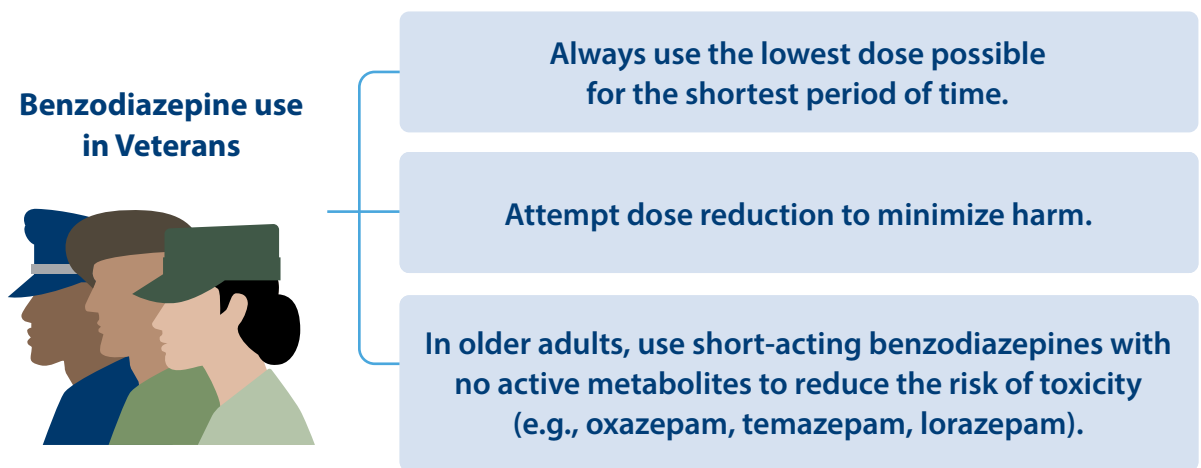 Benzodiazepine use
in Veterans
Always use the lowest dose possible
for the shortest period of time.
Attempt dose reduction to minimize harm.
In older adults, use short-acting benzodiazepines with
no active metabolites to reduce the risk of toxicity
(e.g., oxazepam, temazepam, lorazepam).